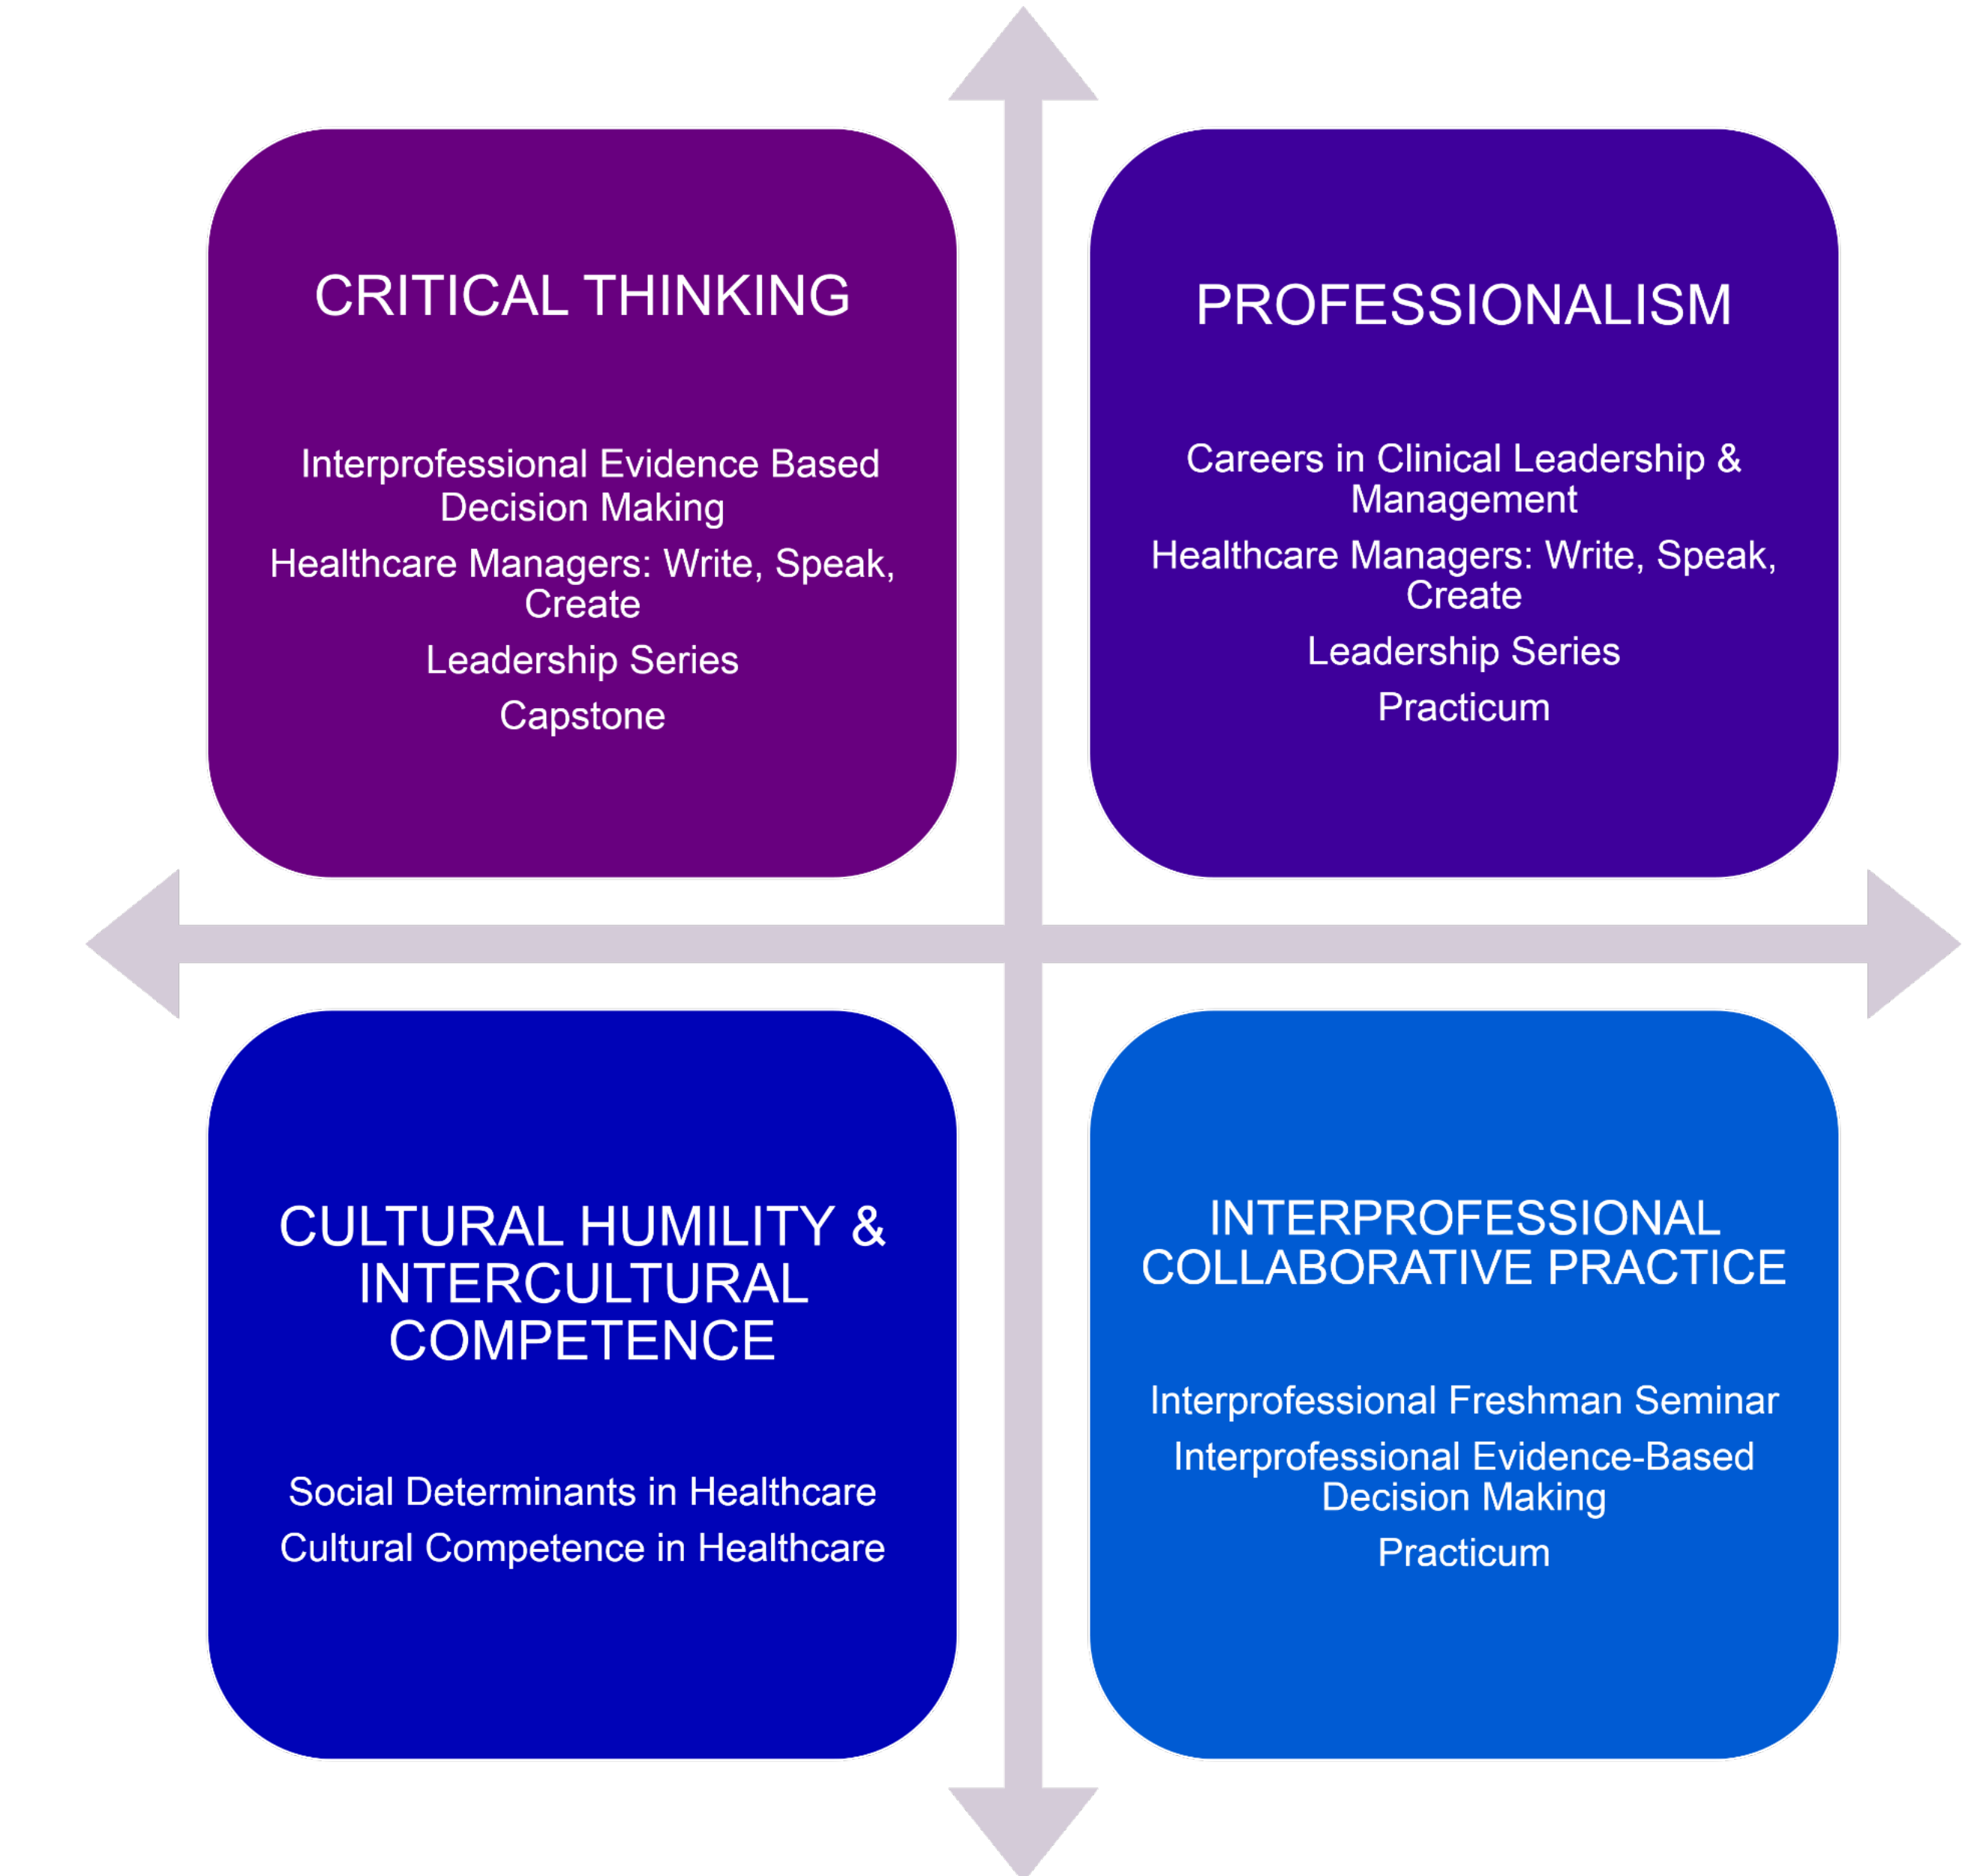 CRITICAL THINKING
Interprofessional Evidence Based
Decision Making
Healthcare Managers: Write, Speak,
Create
Leadership Series
Capstone
PROFESSIONALISM
Careers in Clinical Leadership &
Management
Healthcare Managers: Write, Speak,
Create
Leadership Series
Practicum
CULTURAL HUMILITY &
INTERCULTURAL
COMPETENCE
Social Determinants in Healthcare
Cultural Competence in Healthcare
INTERPROFESSIONAL
COLLABORATIVE PRACTICE
Interprofessional Freshman Seminar
Interprofessional Evidence-Based
Decision Making
Practicum